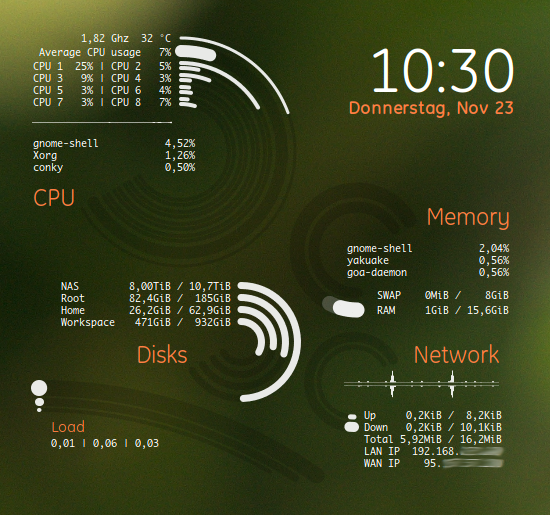 1,82 Ghz 32 °C
Average CPU usage 7%
CPU 1 25% | CPU 2 5%
CPU 3 9% | CPU 4 3%
CPU 5 3% | CPU 6 4%
CPU 7 3% | CPU 8 7%
gnome-shell 4,52%
Xorg 1,26%
conky 0,50%
CPU
10:30
Donnerstag, Nov 23
Memory
gnome-shell 2,04%
yakuake 0,56%
goa-daemon 0,56%
SWAP 0MiB / 8GiB
RAM 1GiB / 15,6GiB
NAS 8,00TiB / 10,7TiB
Root 82,4GiB / 185GiB
Home 26,2GiB / 62,9GiB
Workspace 471GiB / 932GiB
Disks
Network
Up 0,2KiB / 8,2KiB
Down 0,2KiB / 10,1KiB
Total 5,92MiB / 16,2MiB
LAN IP 192.168.
WAN IP 95.
Load
0,01 | 0,06 | 0,03